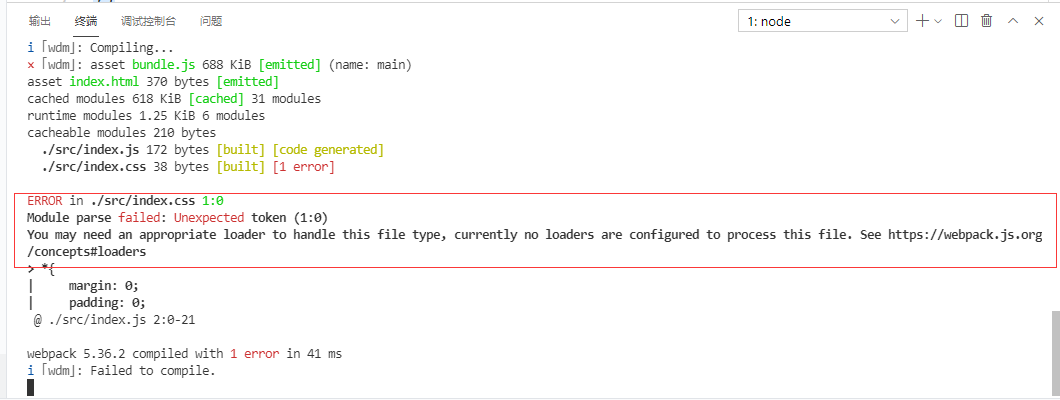 输出 终端 调试控制台 问题 1: node
i ｢wdm｣: Compiling...
× ｢wdm｣: asset bundle.js 688 KiB [emitted] (name: main)
asset index.html 370 bytes [emitted]
cached modules 618 KiB [cached] 31 modules
runtime modules 1.25 KiB 6 modules
cacheable modules 210 bytes
  ./src/index.js 172 bytes [built] [code generated]
  ./src/index.css 38 bytes [built] [1 error]
ERROR in ./src/index.css 1:0
Module parse failed: Unexpected token (1:0)
You may need an appropriate loader to handle this file type, currently no loaders are configured to process this file. See https://webpack.js.org
/concepts#loaders
> *{
|     margin: 0;
|     padding: 0;
 @ ./src/index.js 2:0-21
webpack 5.36.2 compiled with 1 error in 41 ms
i ｢wdm｣: Failed to compile.